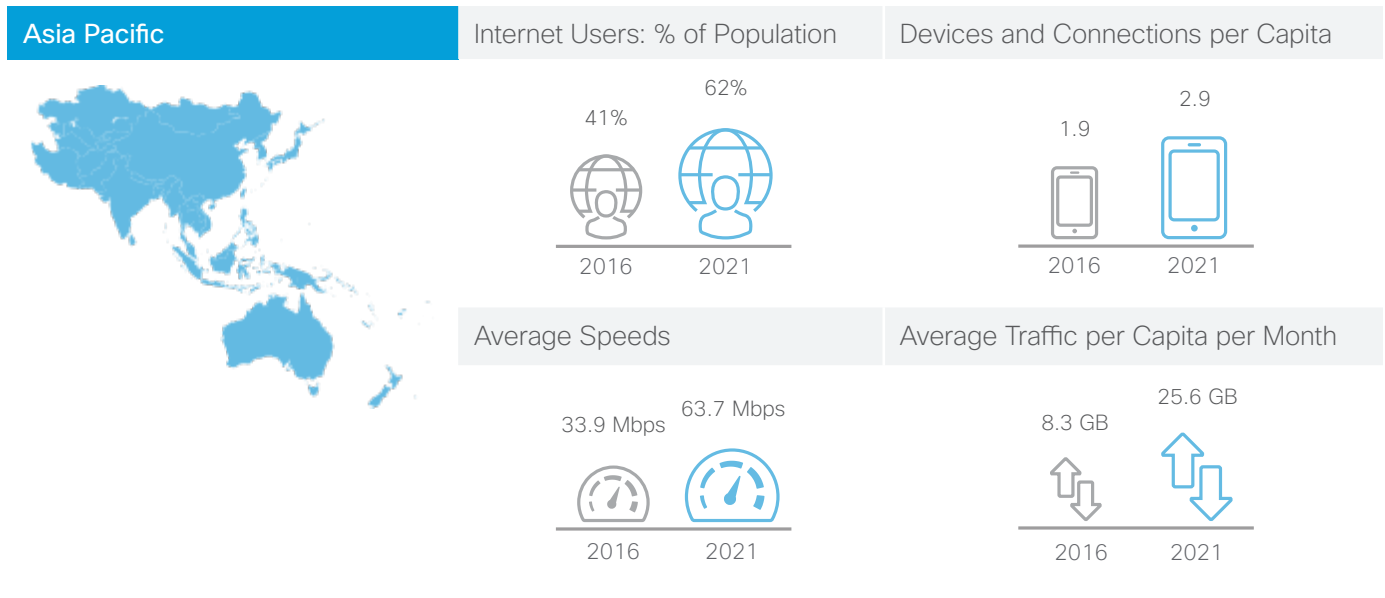 Asia Pacific
Internet Users: % of Population
41%
62%
2016
2021
Devices and Connections per Capita
1.9
2.9
2016
2021
Average Speeds
33.9 Mbps
63.7 Mbps
2016
2021
Average Traffic per Capita per Month
8.3 GB
25.6 GB
2016
2021